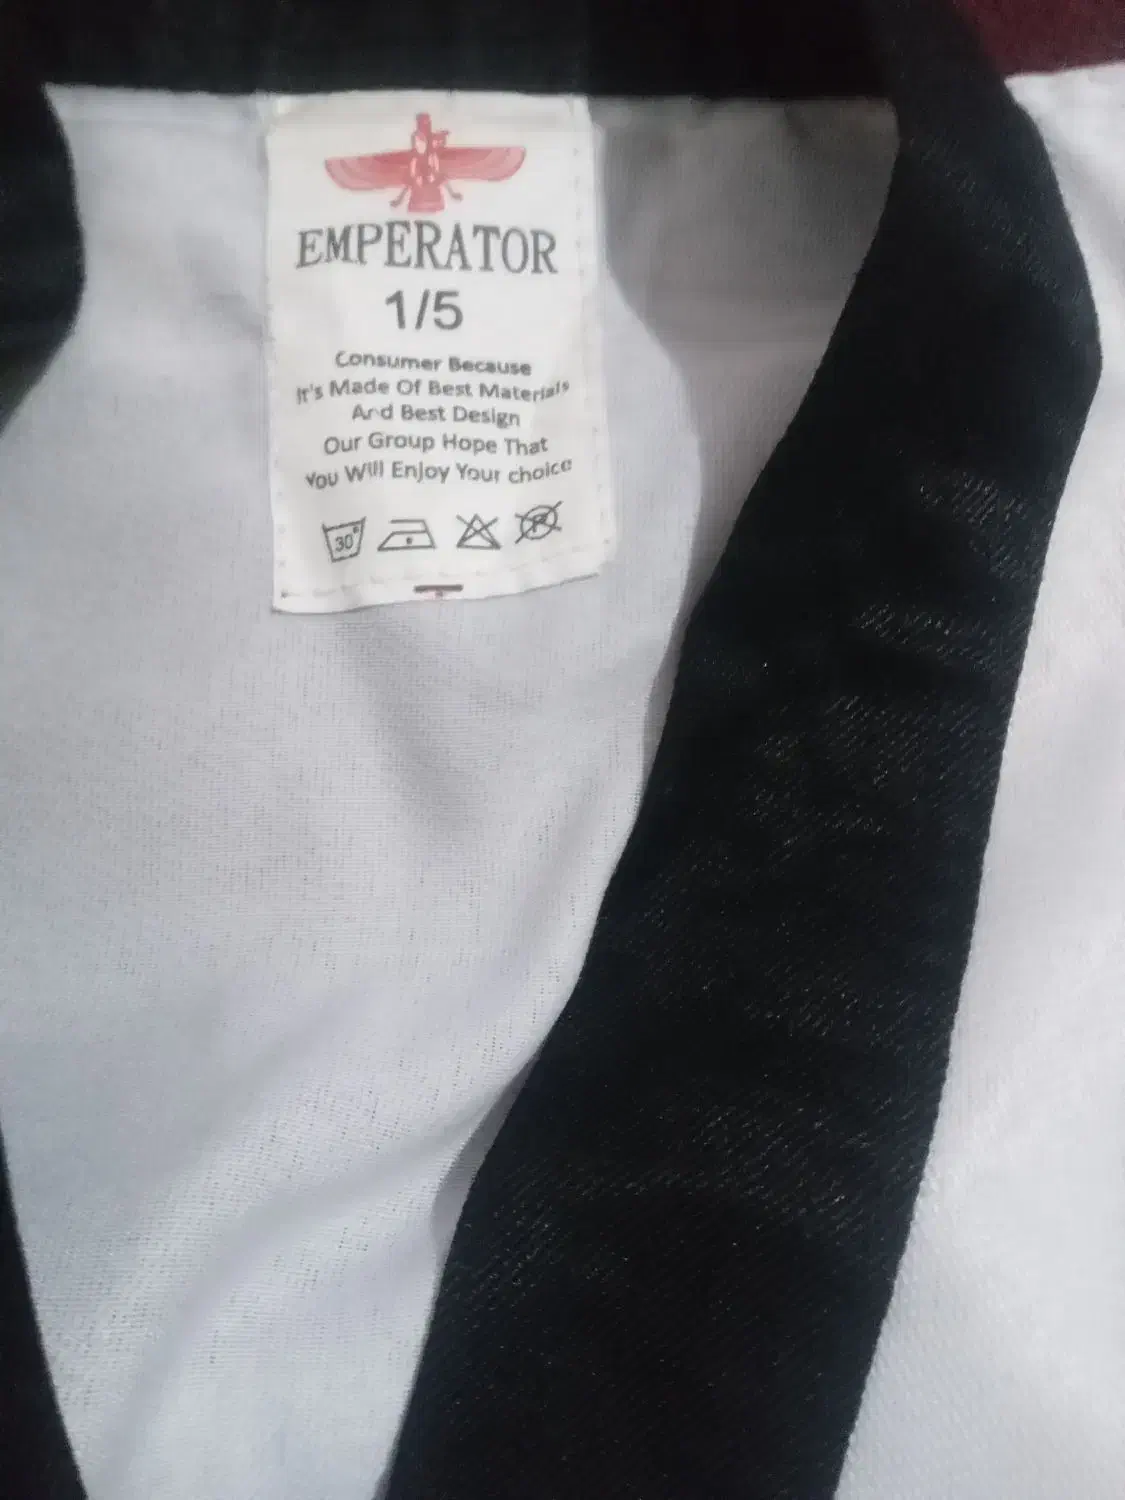 EMPERATOR
1/5
Consumer Because
It's Made Of Best Materials
And Best Design
Our Group Hope That
You Will Enjoy Your choice
30° P